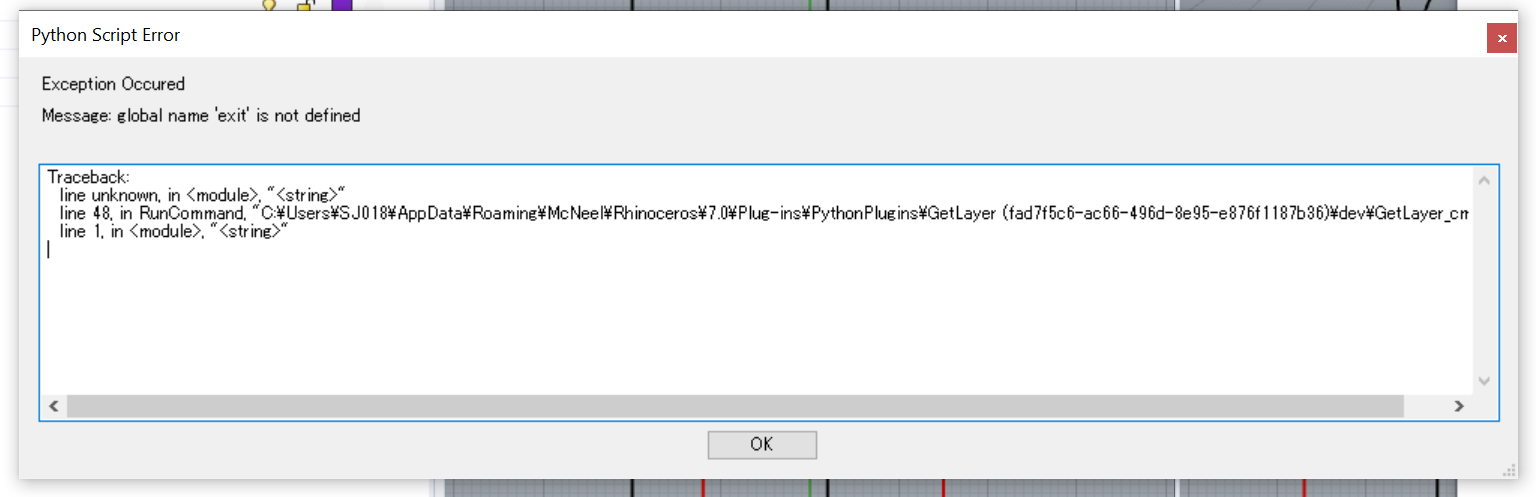 Python Script Error
Exception Occured
Message: global name 'exit' is not defined
Traceback:
line unknown, in <module>, "<string>"
line 48, in RunCommand, "C:¥Users¥SJ018¥AppData¥Roaming¥McNeel¥Rhinoceros¥7.0¥Plug-ins¥PythonPlugins¥GetLayer (fad7f5c6-ac66-496d-8e95-e876f1187b36)¥dev¥GetLayer_cm
line 1, in <module>, "<string>"
OK